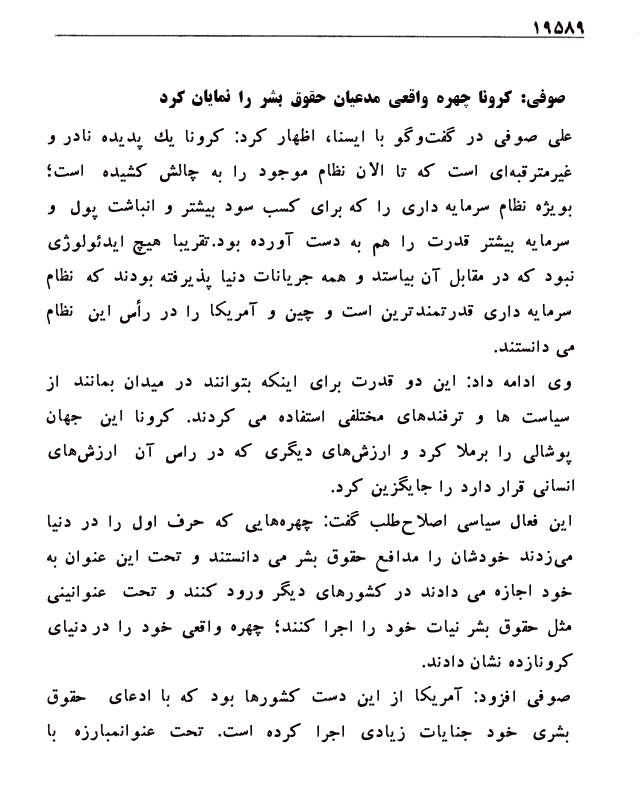 ۱۹۵۸۹
صوفی: کرونا چهره واقعی مدعیان حقوق بشر را نمایان کرد
علی صوفی در گفت‌وگو با ایسنا، اظهار کرد: کرونا یك پدیده نادر و
غیرمترقبه‌ای است که تا الان نظام موجود را به چالش کشیده است؛
بویژه نظام سرمایه داری را که برای کسب سود بیشتر و انباشت پول و
سرمایه بیشتر قدرت را هم به دست آورده بود.تقریبا هیچ ایدئولوژی
نبود که در مقابل آن بیاستد و همه جریانات دنیا پذیرفته بودند که نظام
سرمایه داری قدرتمندترین است و چین و آمریکا را در رأس این نظام
می دانستند.
وی ادامه داد: این دو قدرت برای اینکه بتوانند در میدان بمانند از
سیاست ها و ترفندهای مختلفی استفاده می کردند. کرونا این جهان
پوشالی را برملا کرد و ارزش‌های دیگری که در راس آن ارزش‌های
انسانی قرار دارد را جایگزین کرد.
این فعال سیاسی اصلاح‌طلب گفت: چهره‌هایی که حرف اول را در دنیا
می‌زدند خودشان را مدافع حقوق بشر می دانستند و تحت این عنوان به
خود اجازه می دادند در کشورهای دیگر ورود کنند و تحت عنوانینی
مثل حقوق بشر نیات خود را اجرا کنند؛ چهره واقعی خود را در دنیای
کرونازده نشان دادند.
صوفی افزود: آمریکا از این دست کشورها بود که با ادعای حقوق
بشری خود جنایات زیادی اجرا کرده است. تحت عنوانمبارزه با